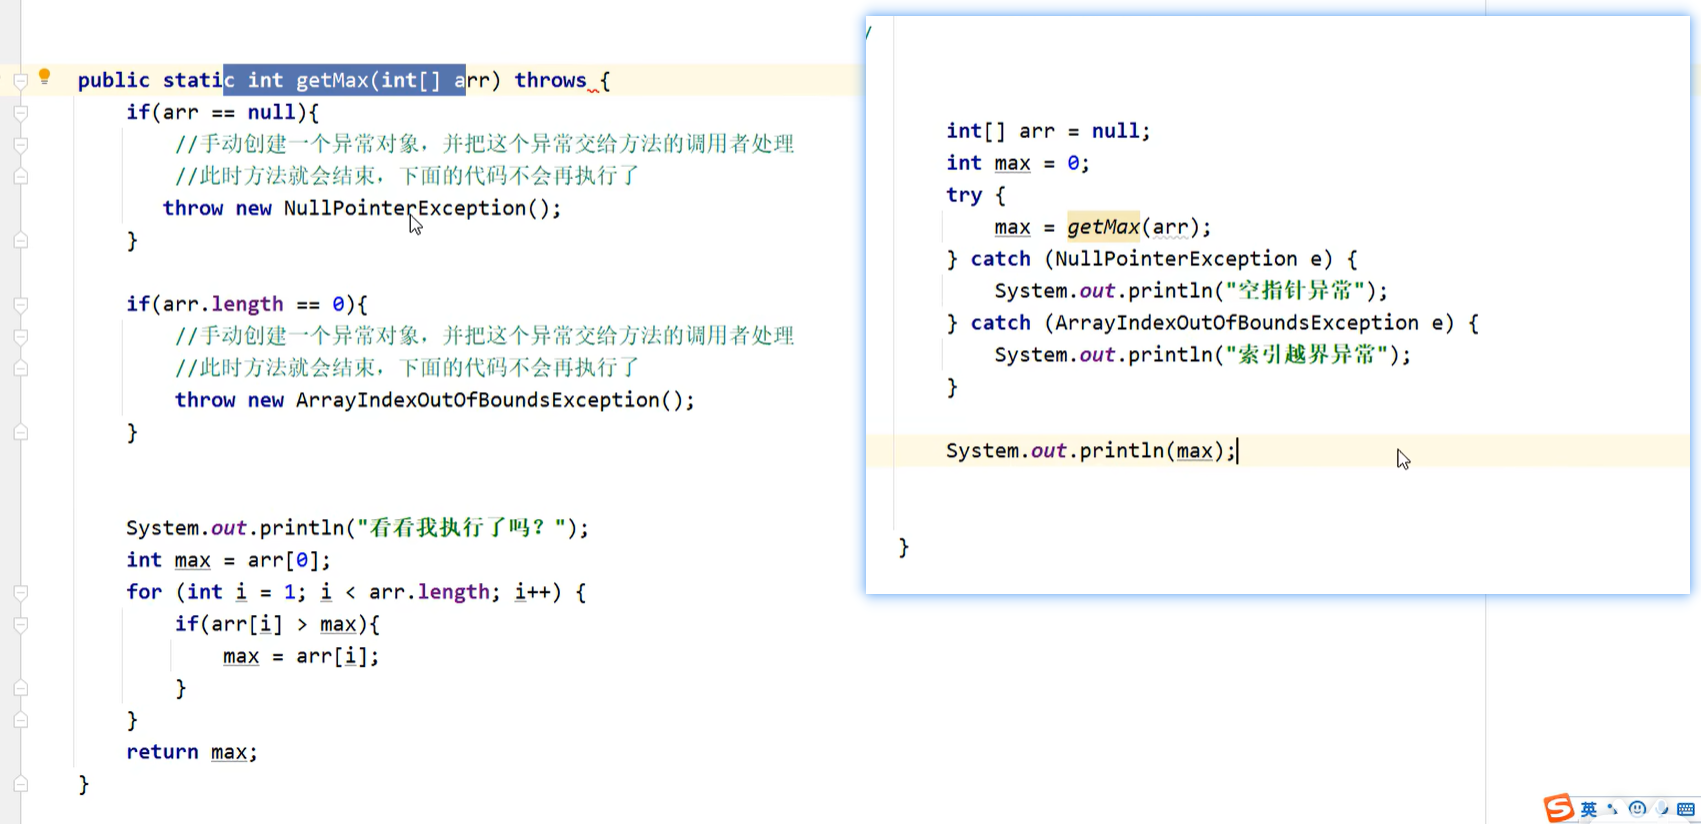 public static int getMax(int[] arr) throws {
if(arr == null){
//手动创建一个异常对象，并把这个异常交给方法的调用者处理
//此时方法就会结束，下面的代码不会再执行了
throw new NullPointerException();
}
if(arr.length == 0){
//手动创建一个异常对象，并把这个异常交给方法的调用者处理
//此时方法就会结束，下面的代码不会再执行了
throw new ArrayIndexOutOfBoundsException();
}
System.out.println("看看我执行了吗？");
int max = arr[0];
for (int i = 1; i < arr.length; i++) {
if(arr[i] > max){
max = arr[i];
}
}
return max;
}
/
int[] arr = null;
int max = 0;
try {
max = getMax(arr);
} catch (NullPointerException e) {
System.out.println("空指针异常");
} catch (ArrayIndexOutOfBoundsException e) {
System.out.println("索引越界异常");
}
System.out.println(max);
}
S 英